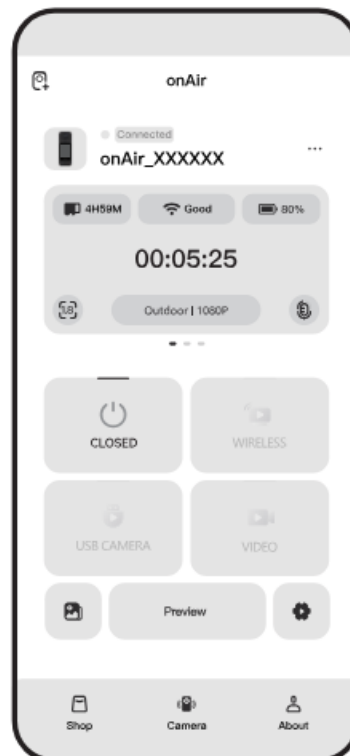 onAir
Connected
onAir_XXXXXX
...
4H59M Good 80%
00:05:25
Outdoor | 1080P
CLOSED WIRELESS
USB CAMERA VIDEO
Preview
Shop Camera About